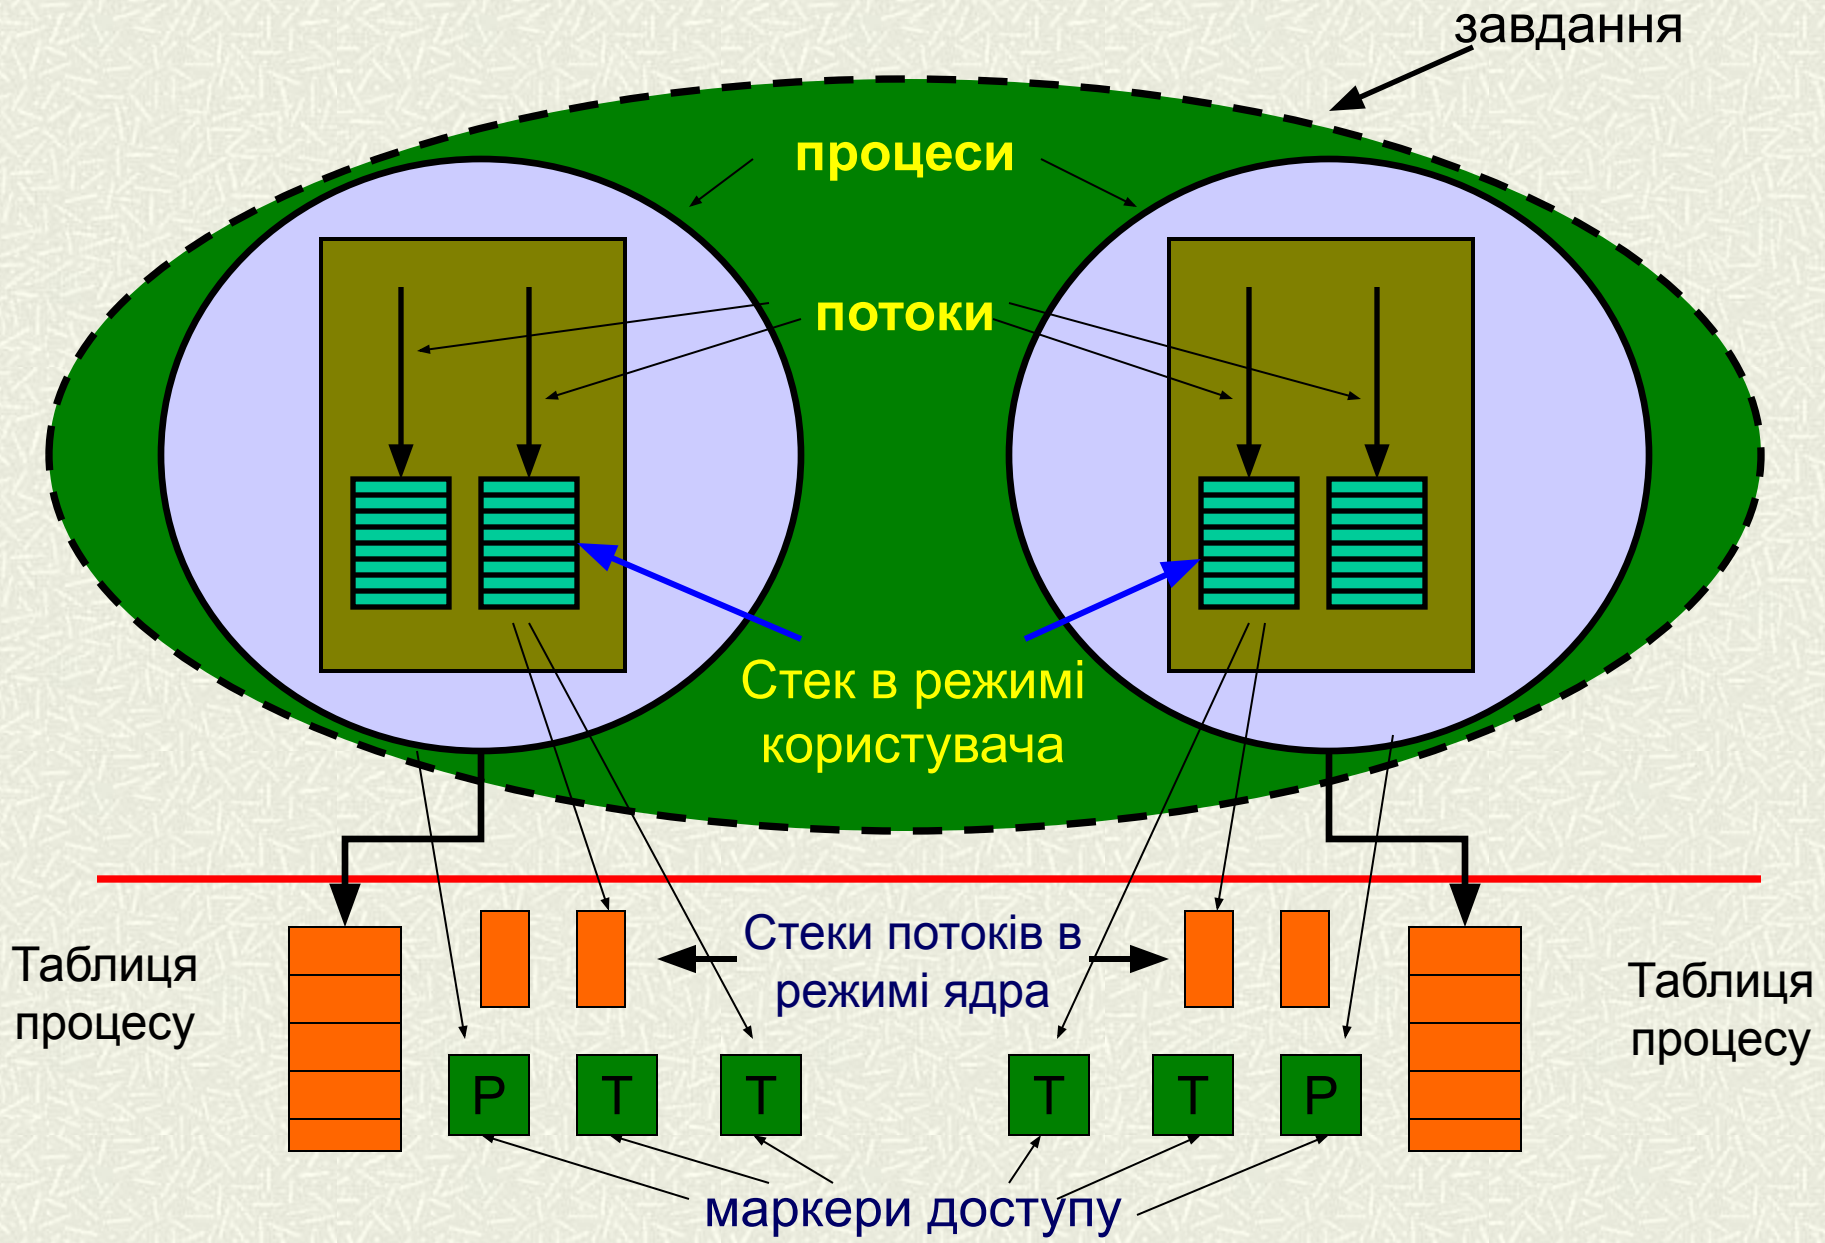 завдання
процеси
потоки
Стек в режимі
користувача
Таблиця
процесу
Стеки потоків в
режимі ядра
Таблиця
процесу
Р Т Т Т Т Р
маркери доступу